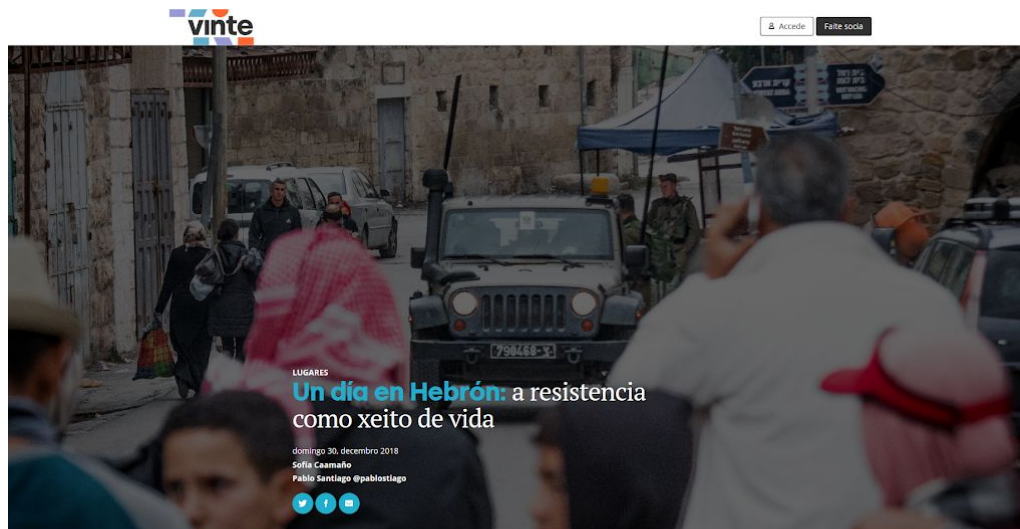 vinte
Accede
Faite socia
LUGARES
Un día en Hebrón: a resistencia
como xeito de vida
domingo 30, decembro 2018
Sofía Caamaño
Pablo Santiago @pablostiago